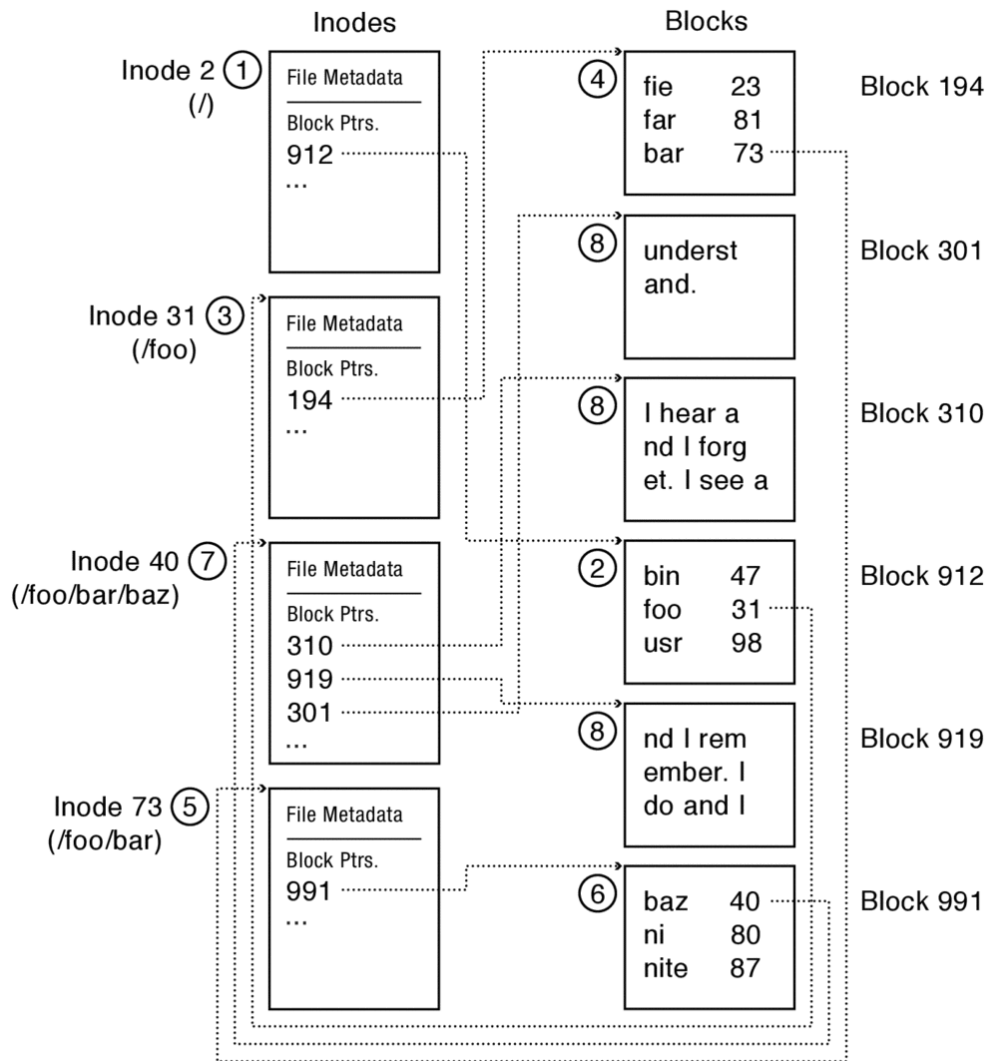 Inodes
Blocks
Inode 2 1
(/)
File Metadata
Block Ptrs.
912
...
Inode 31 3
(/foo)
File Metadata
Block Ptrs.
194
...
Inode 40 7
(/foo/bar/baz)
File Metadata
Block Ptrs.
310
919
301
...
Inode 73 5
(/foo/bar)
File Metadata
Block Ptrs.
991
...
4
fie 23
far 81
bar 73
Block 194
8
underst
and.
Block 301
8
I hear a
nd I forg
et. I see a
Block 310
2
bin 47
foo 31
usr 98
Block 912
8
nd I rem
ember. I
do and I
Block 919
6
baz 40
ni 80
nite 87
Block 991